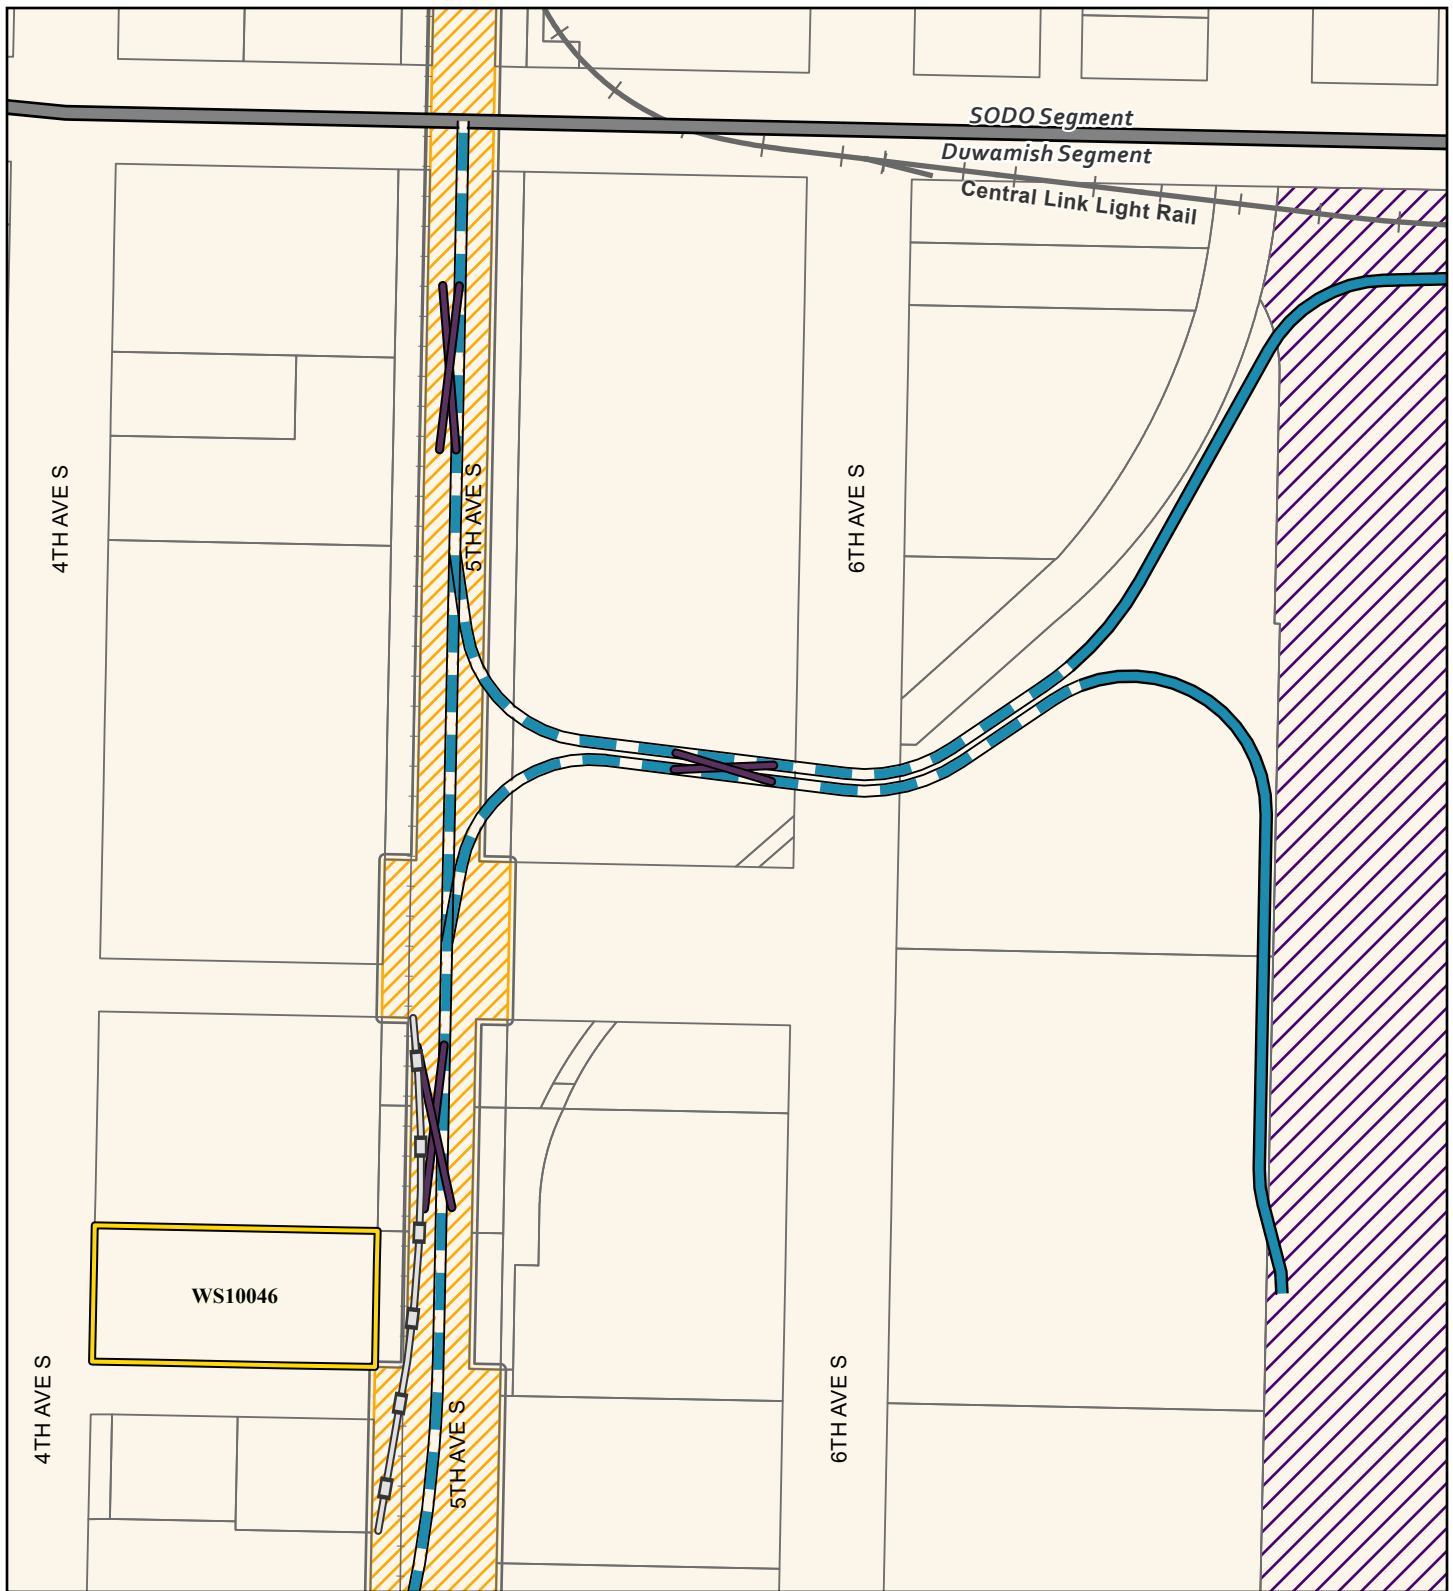 SODO Segment
Duwamish Segment
Central Link Light Rail
4TH AVE S
5TH AVE S
6TH AVE S
WS10046
4TH AVE S
5TH AVE S
6TH AVE S